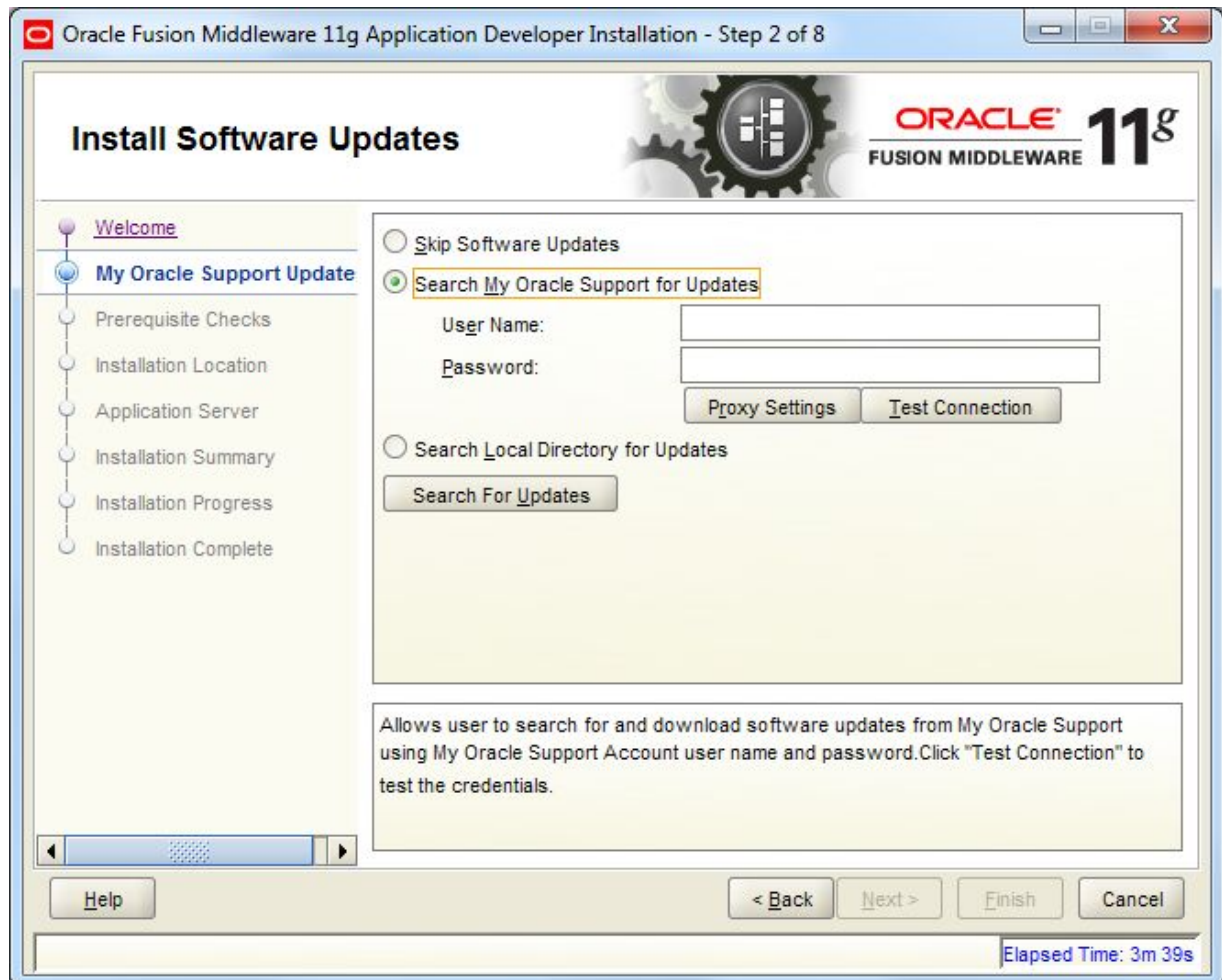 Oracle Fusion Middleware 11g Application Developer Installation - Step 2 of 8
Install Software Updates
ORACLE
FUSION MIDDLEWARE 11g
Welcome
My Oracle Support Update
Prerequisite Checks
Installation Location
Application Server
Installation Summary
Installation Progress
Installation Complete
Skip Software Updates
Search My Oracle Support for Updates
User Name:
Password:
Proxy Settings Test Connection
Search Local Directory for Updates
Search For Updates
Allows user to search for and download software updates from My Oracle Support
using My Oracle Support Account user name and password.Click "Test Connection" to
test the credentials.
Help < Back Next > Finish Cancel
Elapsed Time: 3m 39s